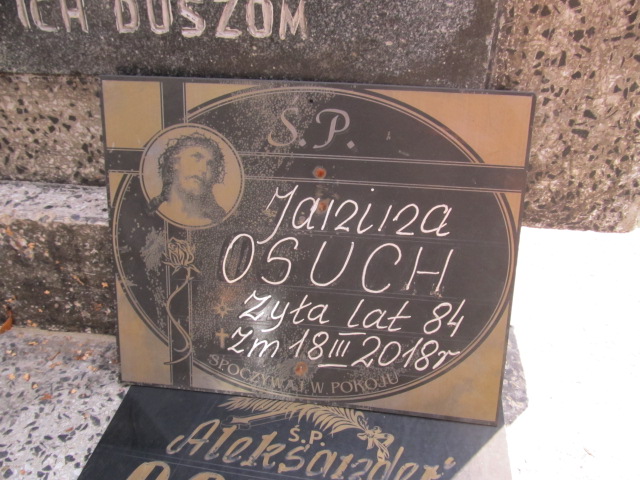 ICH DUSZOM
Ś.P.
Janina
OSUCH
Żyła lat 84
Zm 18 III 2018r
SPOCZYWAJ W POKOJU
Ś.P.
Aleksander